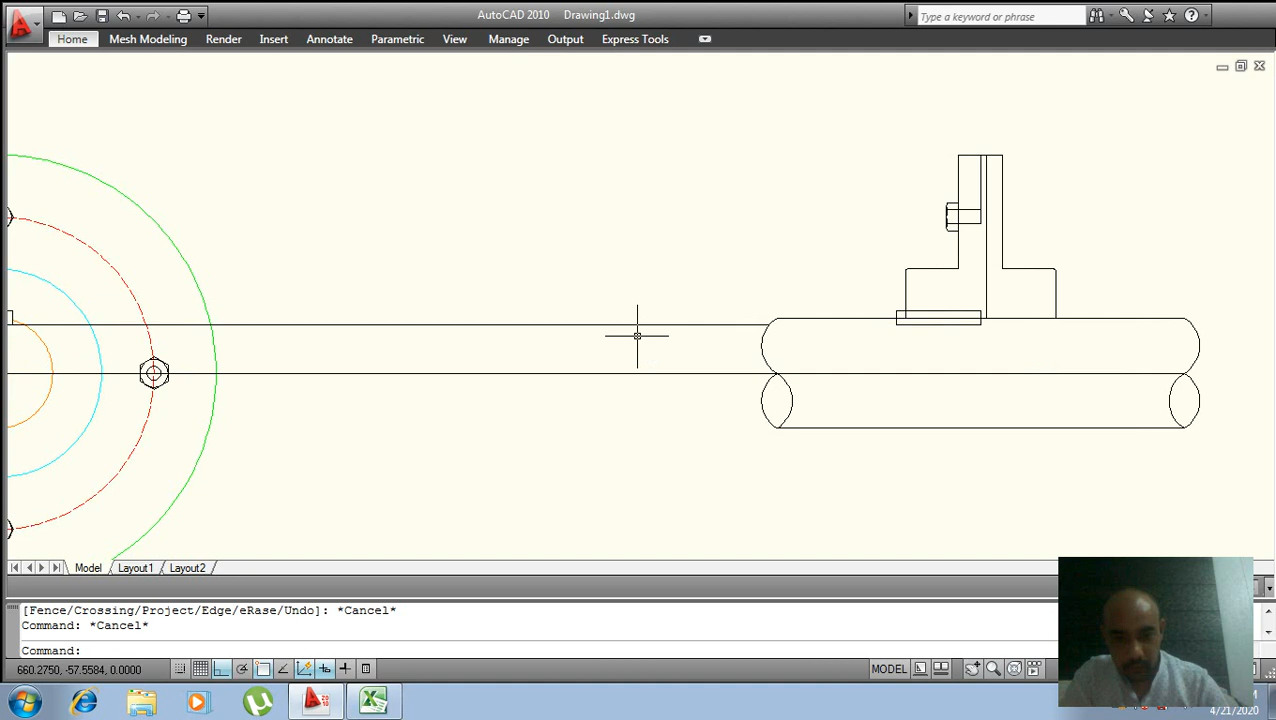 AutoCAD 2010 Drawing1.dwg
Type a keyword or phrase
Home Mesh Modeling Render Insert Annotate Parametric View Manage Output Express Tools
Model Layout1 Layout2
[Fence/Crossing/Project/Edge/eRase/Undo]: *Cancel*
Command: *Cancel*
Command:
660.2750, -57.5584, 0.0000
MODEL
4/21/2020